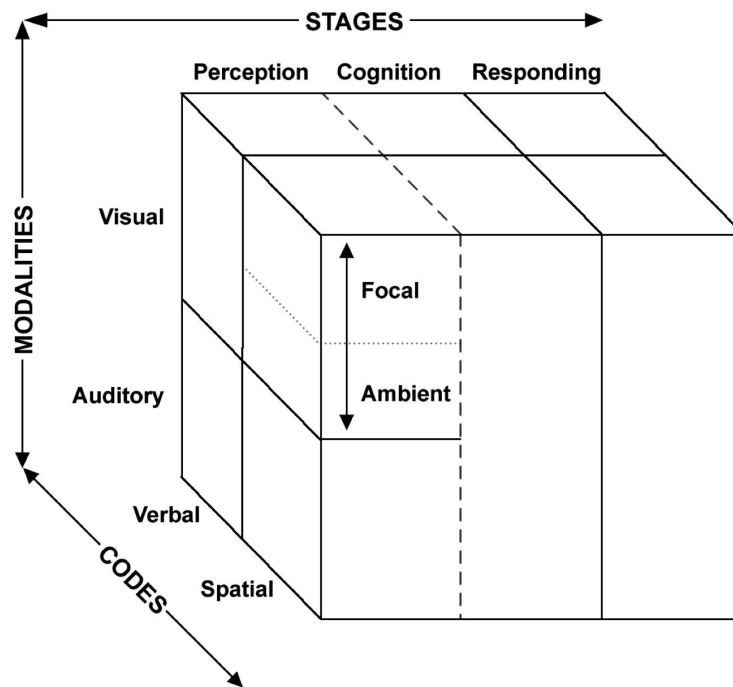 STAGES
Perception
Cognition
Responding
MODALITIES
Visual
Focal
Auditory
Ambient
Verbal
Spatial
CODES